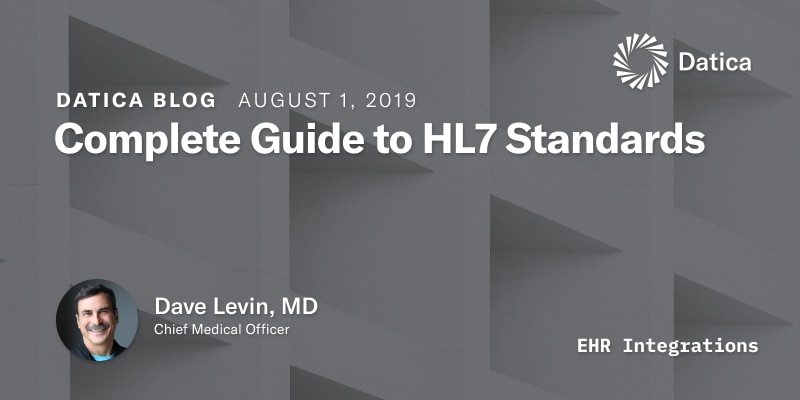 Datica
DATICA BLOG AUGUST 1, 2019
Complete Guide to HL7 Standards
Dave Levin, MD
Chief Medical Officer
EHR Integrations